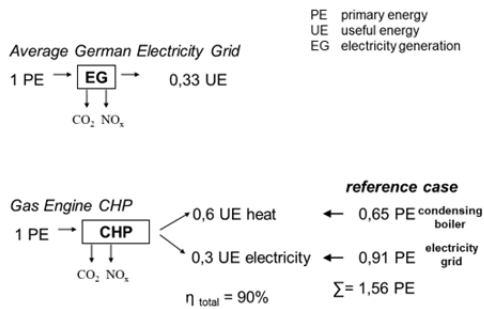 PE primary energy
UE useful energy
EG electricity generation
Average German Electricity Grid
1 PE EG 0,33 UE
CO₂ NOₓ
reference case
Gas Engine CHP
0,6 UE heat 0,65 PE condensing boiler
1 PE CHP
0,3 UE electricity 0,91 PE electricity grid
CO₂ NOₓ
η total = 90% ∑= 1,56 PE